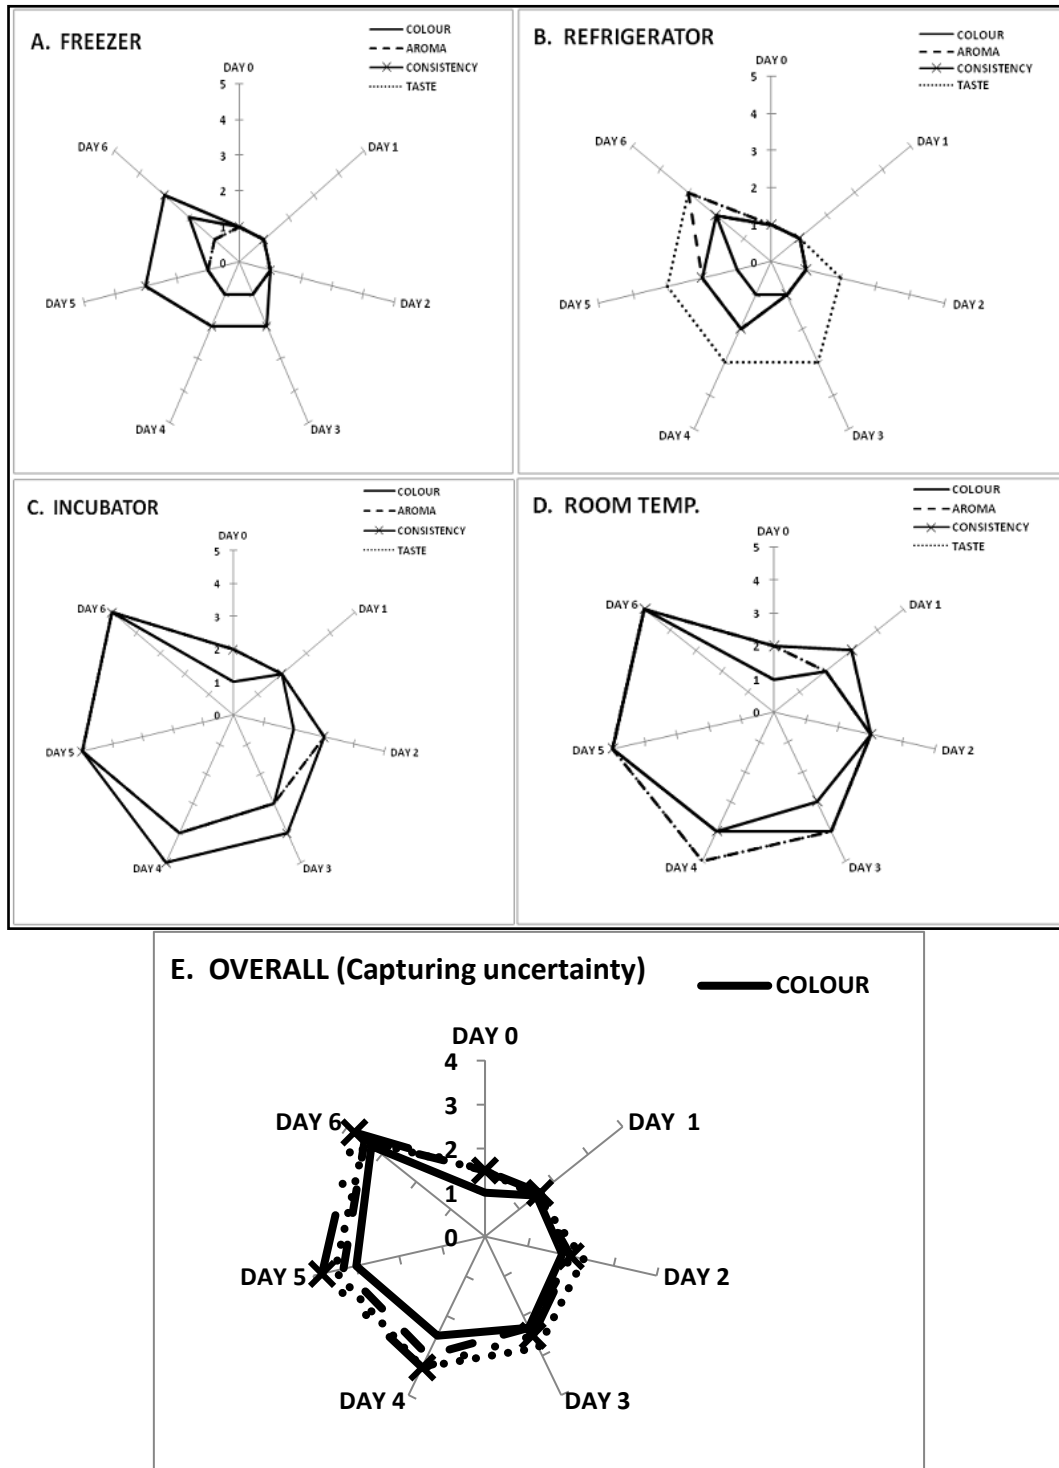 A. FREEZER
COLOUR
AROMA
CONSISTENCY
TASTE
DAY 0
5
4
3
2
1
0
DAY 1
DAY 2
DAY 3
DAY 4
DAY 5
DAY 6
B. REFRIGERATOR
COLOUR
AROMA
CONSISTENCY
TASTE
DAY 0
5
4
3
2
1
0
DAY 1
DAY 2
DAY 3
DAY 4
DAY 5
DAY 6
C. INCUBATOR
COLOUR
AROMA
CONSISTENCY
TASTE
DAY 0
5
4
3
2
1
0
DAY 1
DAY 2
DAY 3
DAY 4
DAY 5
DAY 6
D. ROOM TEMP.
COLOUR
AROMA
CONSISTENCY
TASTE
DAY 0
5
4
3
2
1
0
DAY 1
DAY 2
DAY 3
DAY 4
DAY 5
DAY 6
E. OVERALL (Capturing uncertainty)
COLOUR
DAY 0
4
3
2
1
0
DAY 1
DAY 2
DAY 3
DAY 4
DAY 5
DAY 6